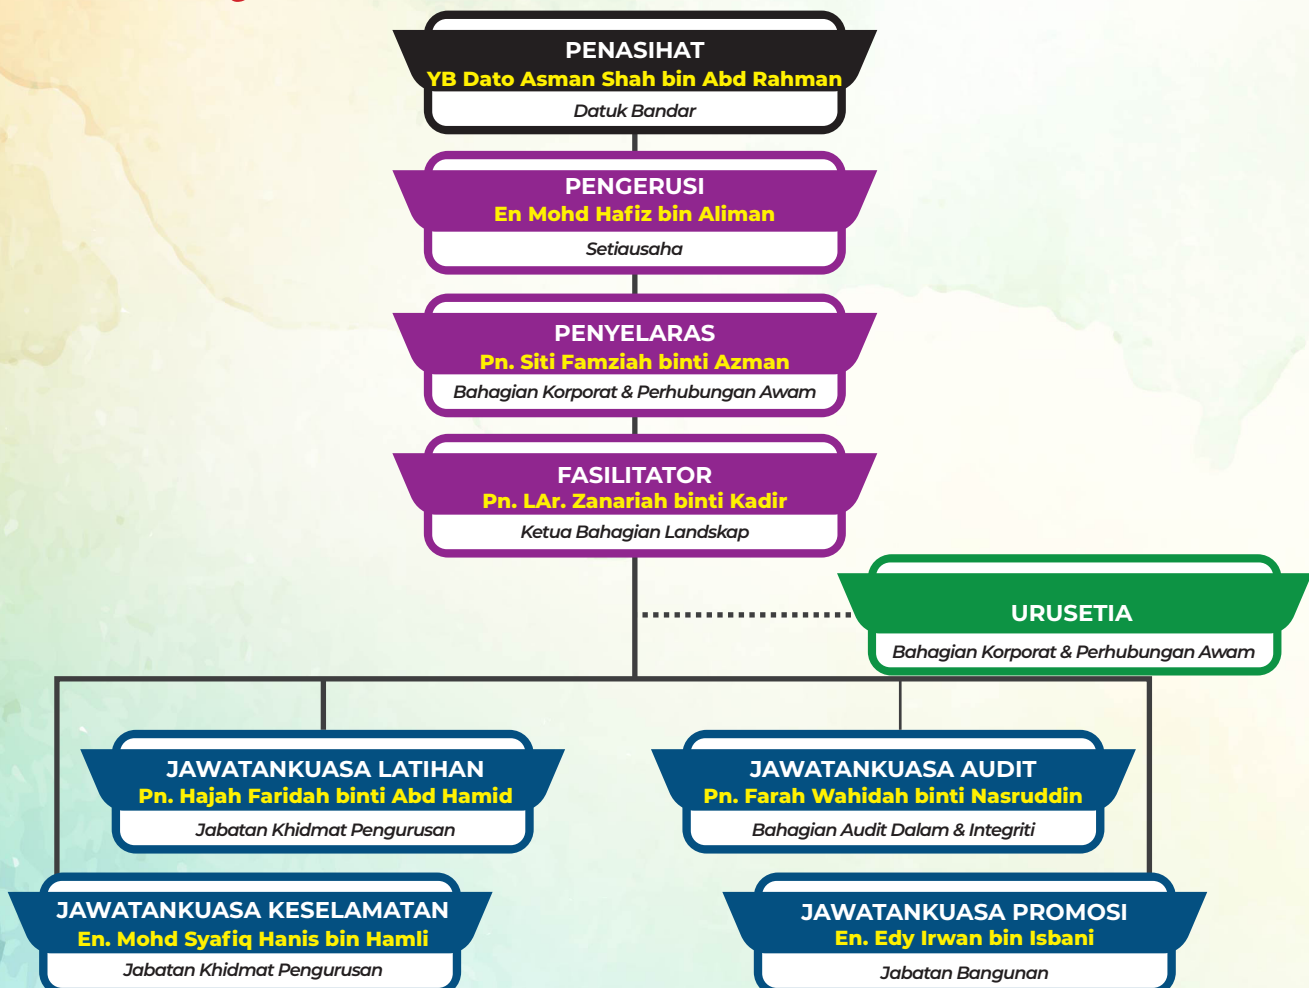 PENASIHAT
YB Dato Asman Shah bin Abd Rahman
Datuk Bandar
PENGERUSI
En Mohd Hafiz bin Aliman
Setiausaha
PENYELARAS
Pn. Siti Famziah binti Azman
Bahagian Korporat & Perhubungan Awam
FASILITATOR
Pn. LAr. Zanariah binti Kadir
Ketua Bahagian Landskap
URUSETIA
Bahagian Korporat & Perhubungan Awam
JAWATANKUASA LATIHAN
Pn. Hajah Faridah binti Abd Hamid
Jabatan Khidmat Pengurusan
JAWATANKUASA AUDIT
Pn. Farah Wahidah binti Nasruddin
Bahagian Audit Dalam & Integriti
JAWATANKUASA KESELAMATAN
En. Mohd Syafiq Hanis bin Hamli
Jabatan Khidmat Pengurusan
JAWATANKUASA PROMOSI
En. Edy Irwan bin Isbani
Jabatan Bangunan